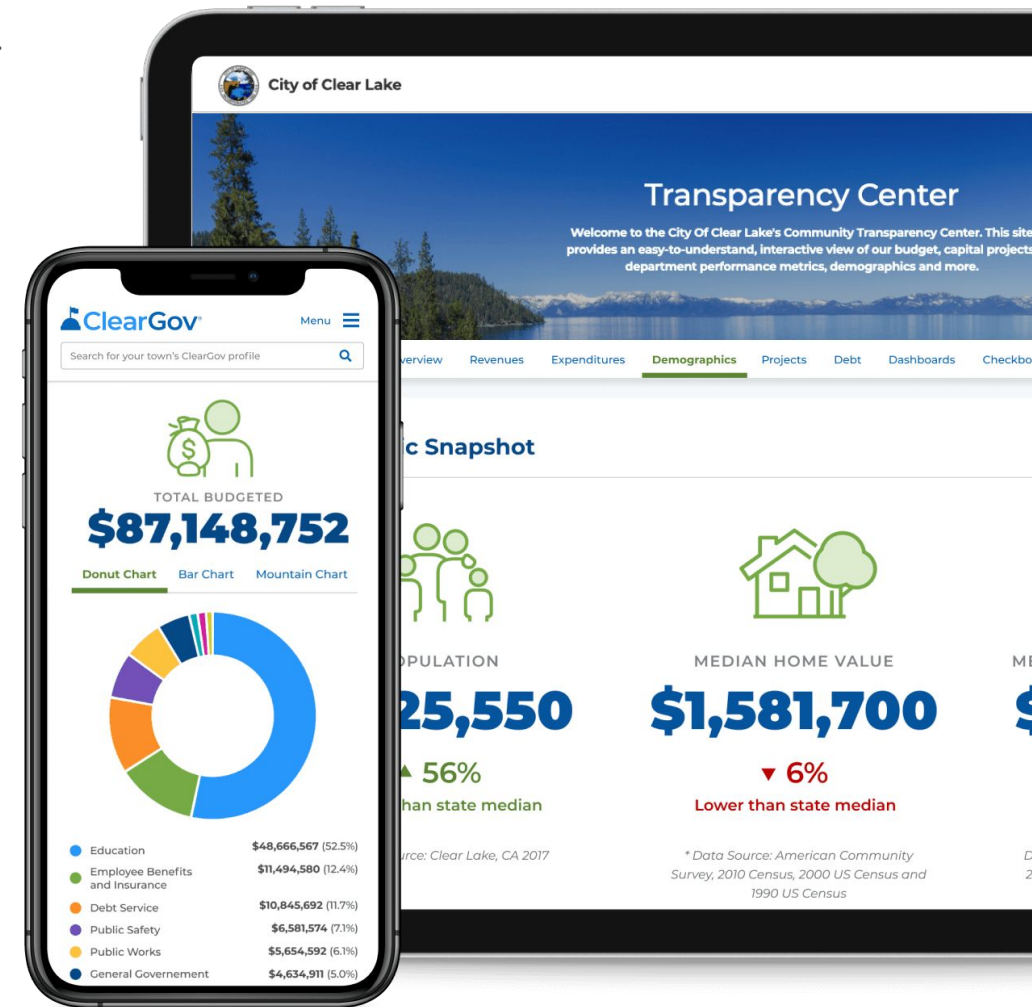 City of Clear Lake
Transparency Center
Welcome to the City Of Clear Lake's Community Transparency Center. This site
provides an easy-to-understand, interactive view of our budget, capital projects
department performance metrics, demographics and more.
verview Revenues Expenditures Demographics Projects Debt Dashboards Checkbo
ic Snapshot
PULATION
25,550
56%
han state median
urce: Clear Lake, CA 2017
MEDIAN HOME VALUE
$1,581,700
6%
Lower than state median
* Data Source: American Community
Survey, 2010 Census, 2000 US Census and
1990 US Census
ME
$
D
2
ClearGov
Menu
Search for your town's ClearGov profile
$
TOTAL BUDGETED
$87,148,752
Donut Chart Bar Chart Mountain Chart
Education $48,666,567 (52.5%)
Employee Benefits
and Insurance $11,494,580 (12.4%)
Debt Service $10,845,692 (11.7%)
Public Safety $6,581,574 (7.1%)
Public Works $5,654,592 (6.1%)
General Governement $4,634,911 (5.0%)